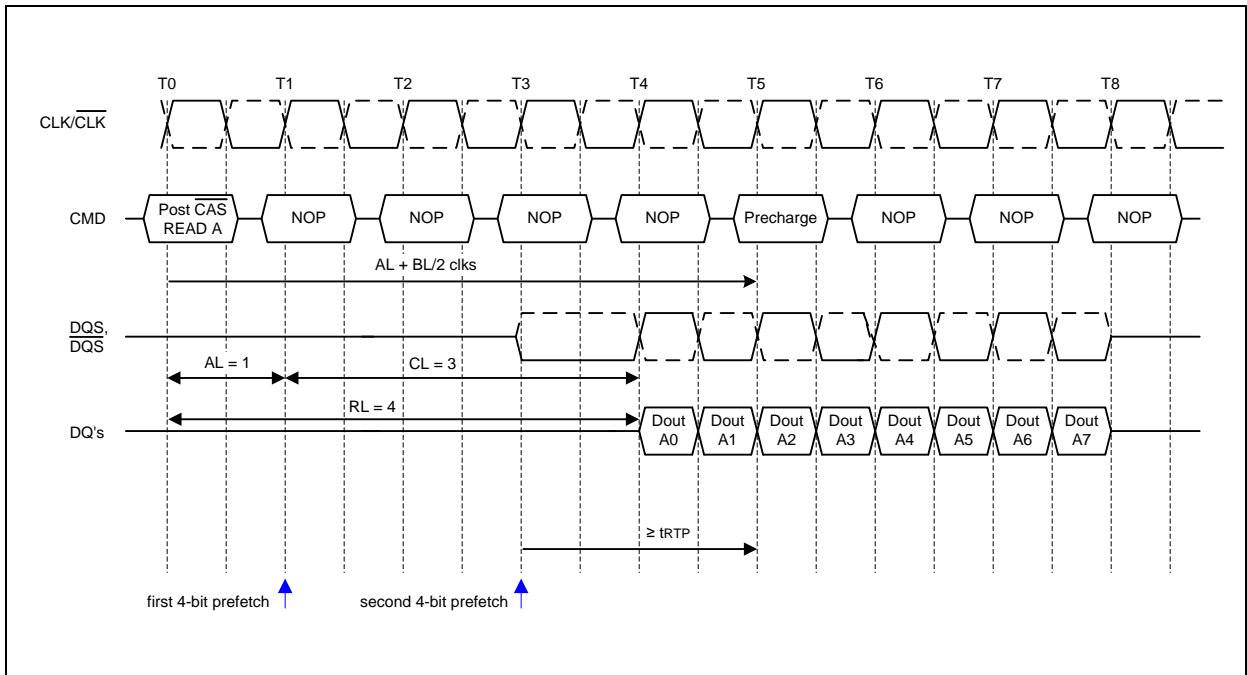 T0 T1 T2 T3 T4 T5 T6 T7 T8
CLK/CLK
CMD
Post CAS
READ A
NOP NOP NOP NOP Precharge NOP NOP NOP
AL + BL/2 clks
DQS,
DQS
AL = 1 CL = 3
RL = 4
DQ's
Dout Dout Dout Dout Dout Dout Dout Dout
A0 A1 A2 A3 A4 A5 A6 A7
≥ tRTP
first 4-bit prefetch second 4-bit prefetch